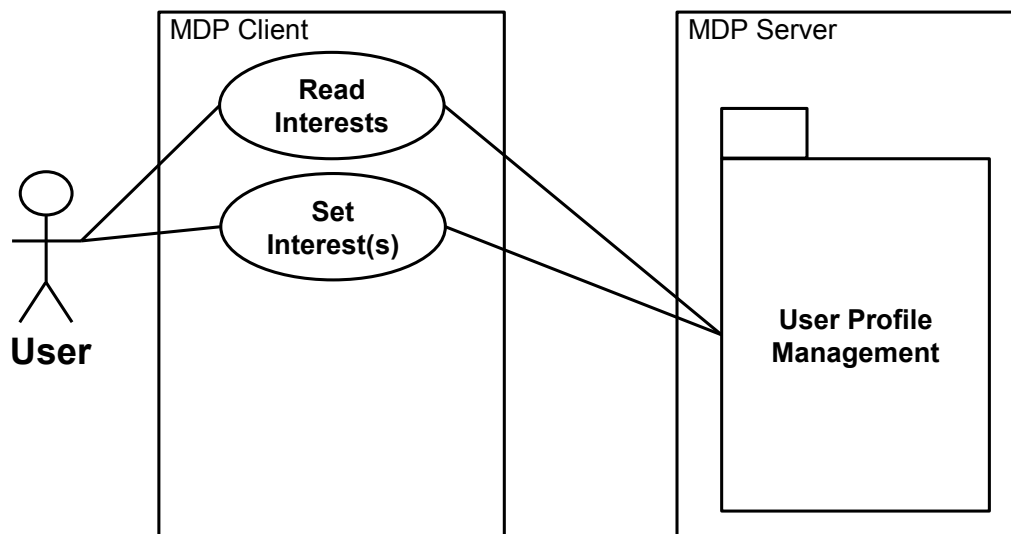 MDP Client
MDP Server
Read
Interests
Set
Interest(s)
User
User Profile
Management